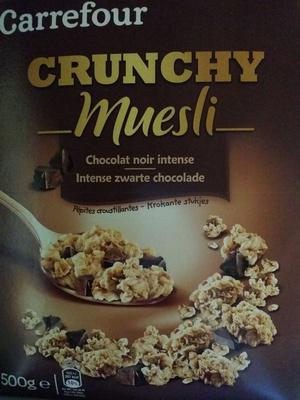 Carrefour
CRUNCHY
Muesli
Chocolat noir intense
Intense zwarte chocolade
Pépites croustillantes - Krokante stukjes
500g e